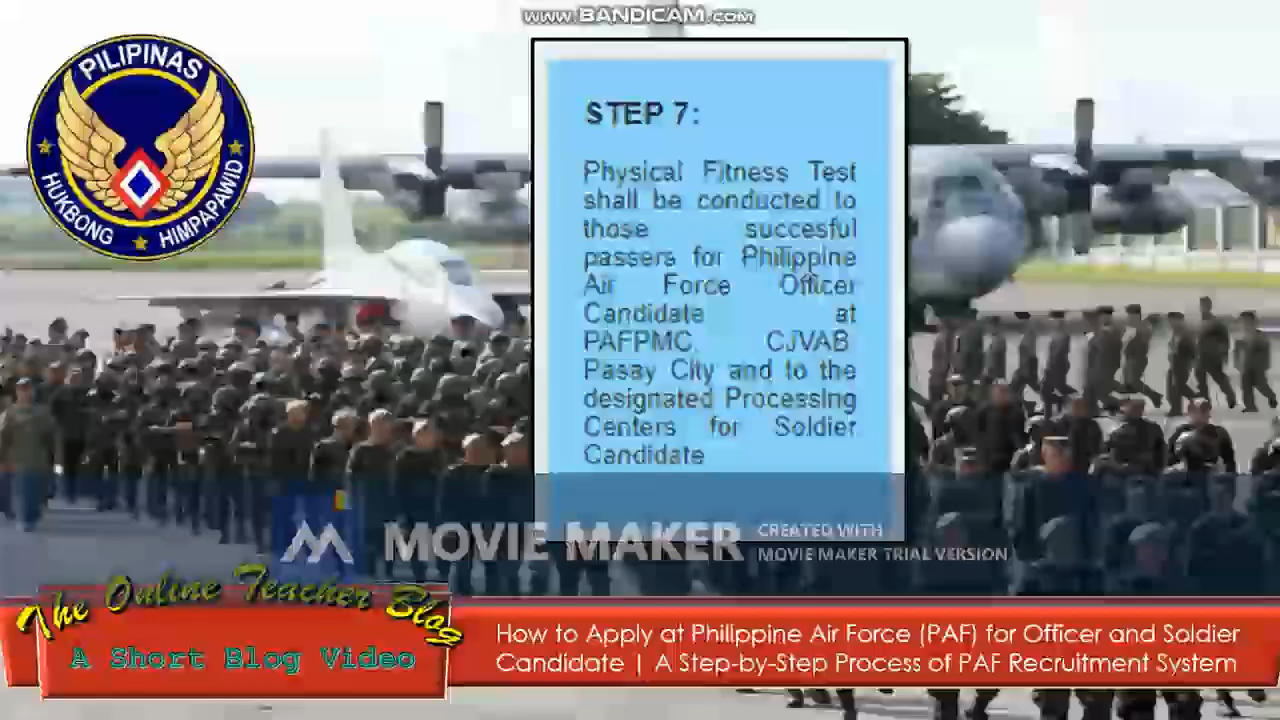 www.BANDICAM.com
PILIPINAS
HUKBONG HIMPAPAWID
STEP 7:
Physical Fitness Test
shall be conducted to
those succesful
passers for Philippine
Air Force Officer
Candidate at
PAFPMC, CJVAB,
Pasay City and to the
designated Processing
Centers for Soldier
Candidate
MOVIE MAKER
CREATED WITH
MOVIE MAKER TRIAL VERSION
The Online Teacher Blog
A Short Blog Video
How to Apply at Philippine Air Force (PAF) for Officer and Soldier
Candidate | A Step-by-Step Process of PAF Recruitment System